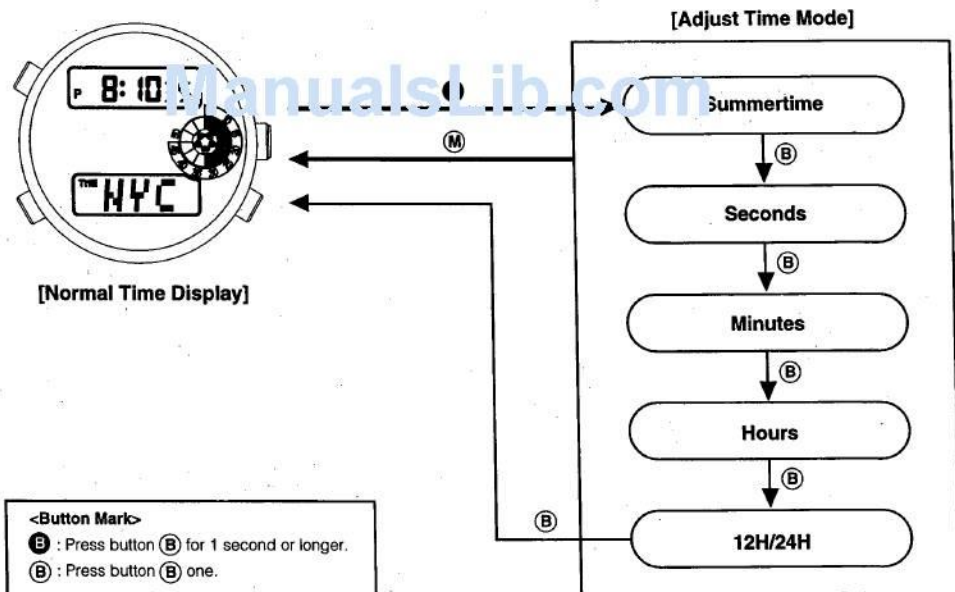 [Adjust Time Mode]
ManualsLib.com
P 8:10
THE NYC
[Normal Time Display]
M
Summertime
B
Seconds
B
Minutes
B
Hours
B
12H/24H
B
<Button Mark>
B : Press button B for 1 second or longer.
B : Press button B one.